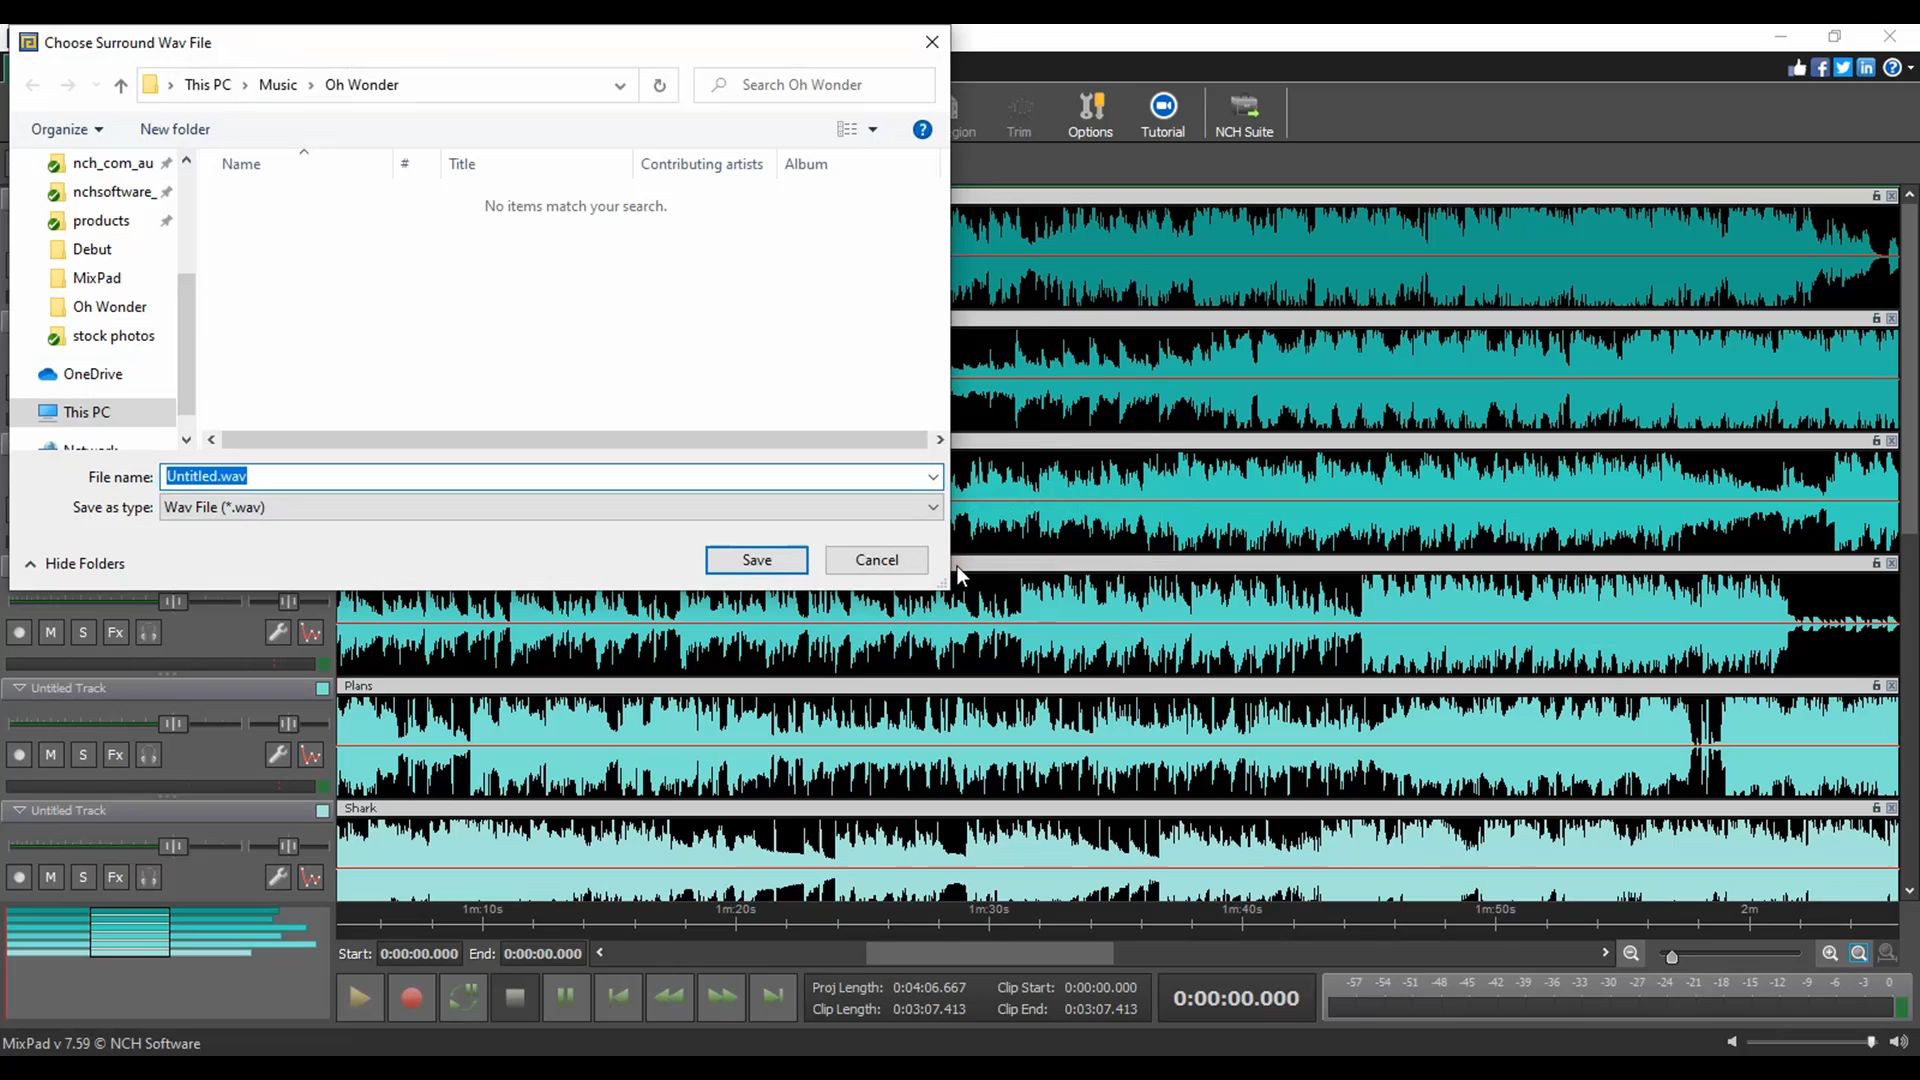 Choose Surround Wav File
This PC > Music > Oh Wonder
Search Oh Wonder
Organize
New folder
gion
Trim
Options
Tutorial
NCH Suite
nch_com_au
nchsoftware_
products
Debut
MixPad
Oh Wonder
stock photos
OneDrive
This PC
Name
#
Title
Contributing artists
Album
No items match your search.
File name: Untitled.wav
Save as type: Wav File (*.wav)
Hide Folders
Save
Cancel
M S Fx
Untitled Track
Plans
M S Fx
Untitled Track
Shark
M S Fx
1m:10s 1m:20s 1m:30s 1m:40s 1m:50s 2m
Start: 0:00:00.000 End: 0:00:00.000
Proj Length: 0:04:06.667 Clip Start: 0:00:00.000
Clip Length: 0:03:07.413 Clip End: 0:03:07.413
0:00:00.000
-57 -54 -51 -48 -45 -42 -39 -36 -33 -30 -27 -24 -21 -18 -15 -12 -9 -6 -3 0
MixPad v 7.59 © NCH Software